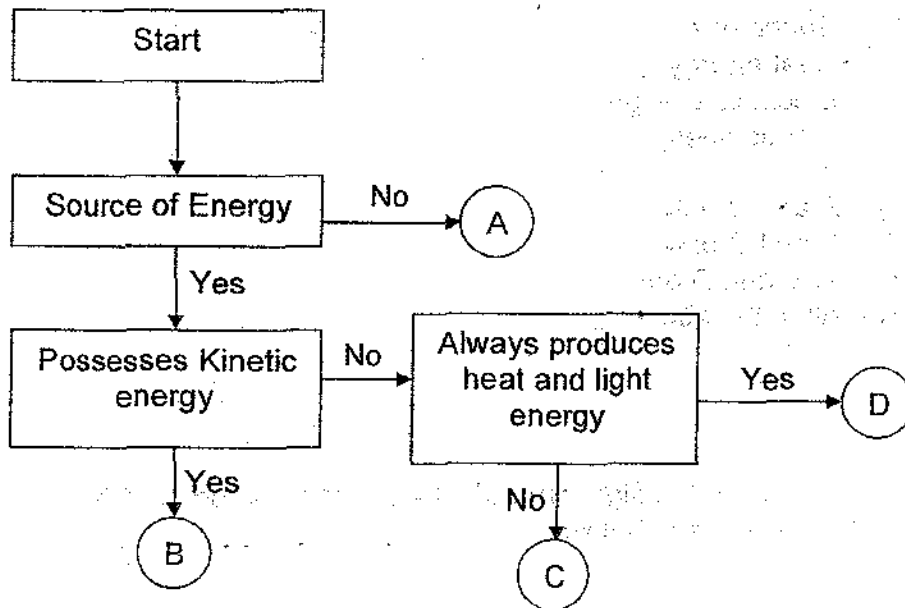 Start
Source of Energy
No
A
Yes
Possesses Kinetic
energy
No
Always produces
heat and light
energy
Yes
D
Yes
B
No
C